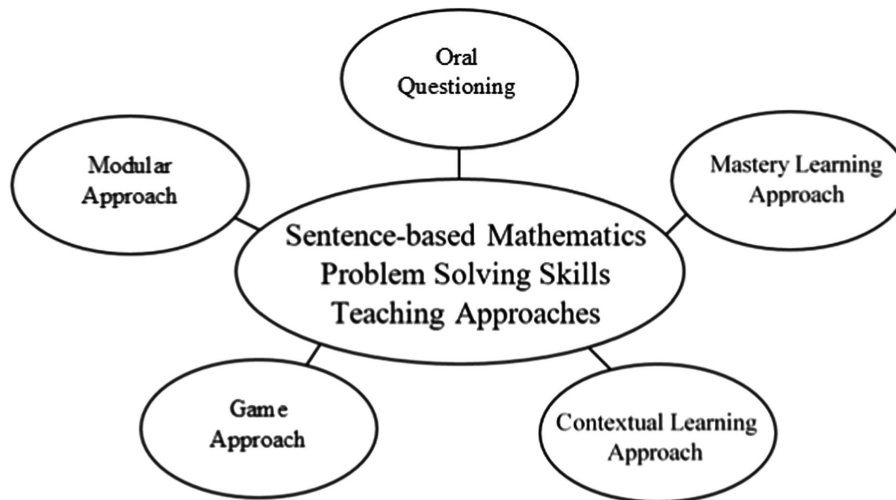 Oral
Questioning
Modular
Approach
Mastery Learning
Approach
Sentence-based Mathematics
Problem Solving Skills
Teaching Approaches
Game
Approach
Contextual Learning
Approach